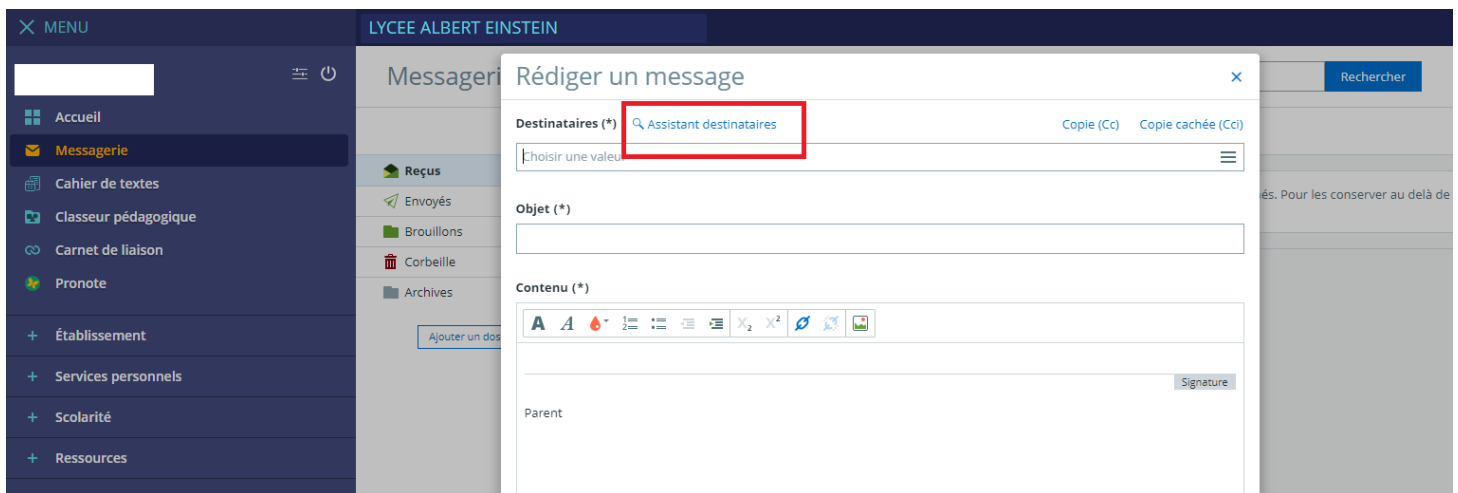 MENU
LYCEE ALBERT EINSTEIN
Accueil
Messagerie
Cahier de textes
Classeur pédagogique
Carnet de liaison
Pronote
+ Établissement
+ Services personnels
+ Scolarité
+ Ressources
Messageri
Rechercher
Reçus
Envoyés
Brouillons
Corbeille
Archives
Ajouter un dos
és. Pour les conserver au delà de
Rédiger un message
Destinataires (*) Assistant destinataires Copie (Cc) Copie cachée (Cci)
Choisir une valeu
Objet (*)
Contenu (*)
Signature
Parent